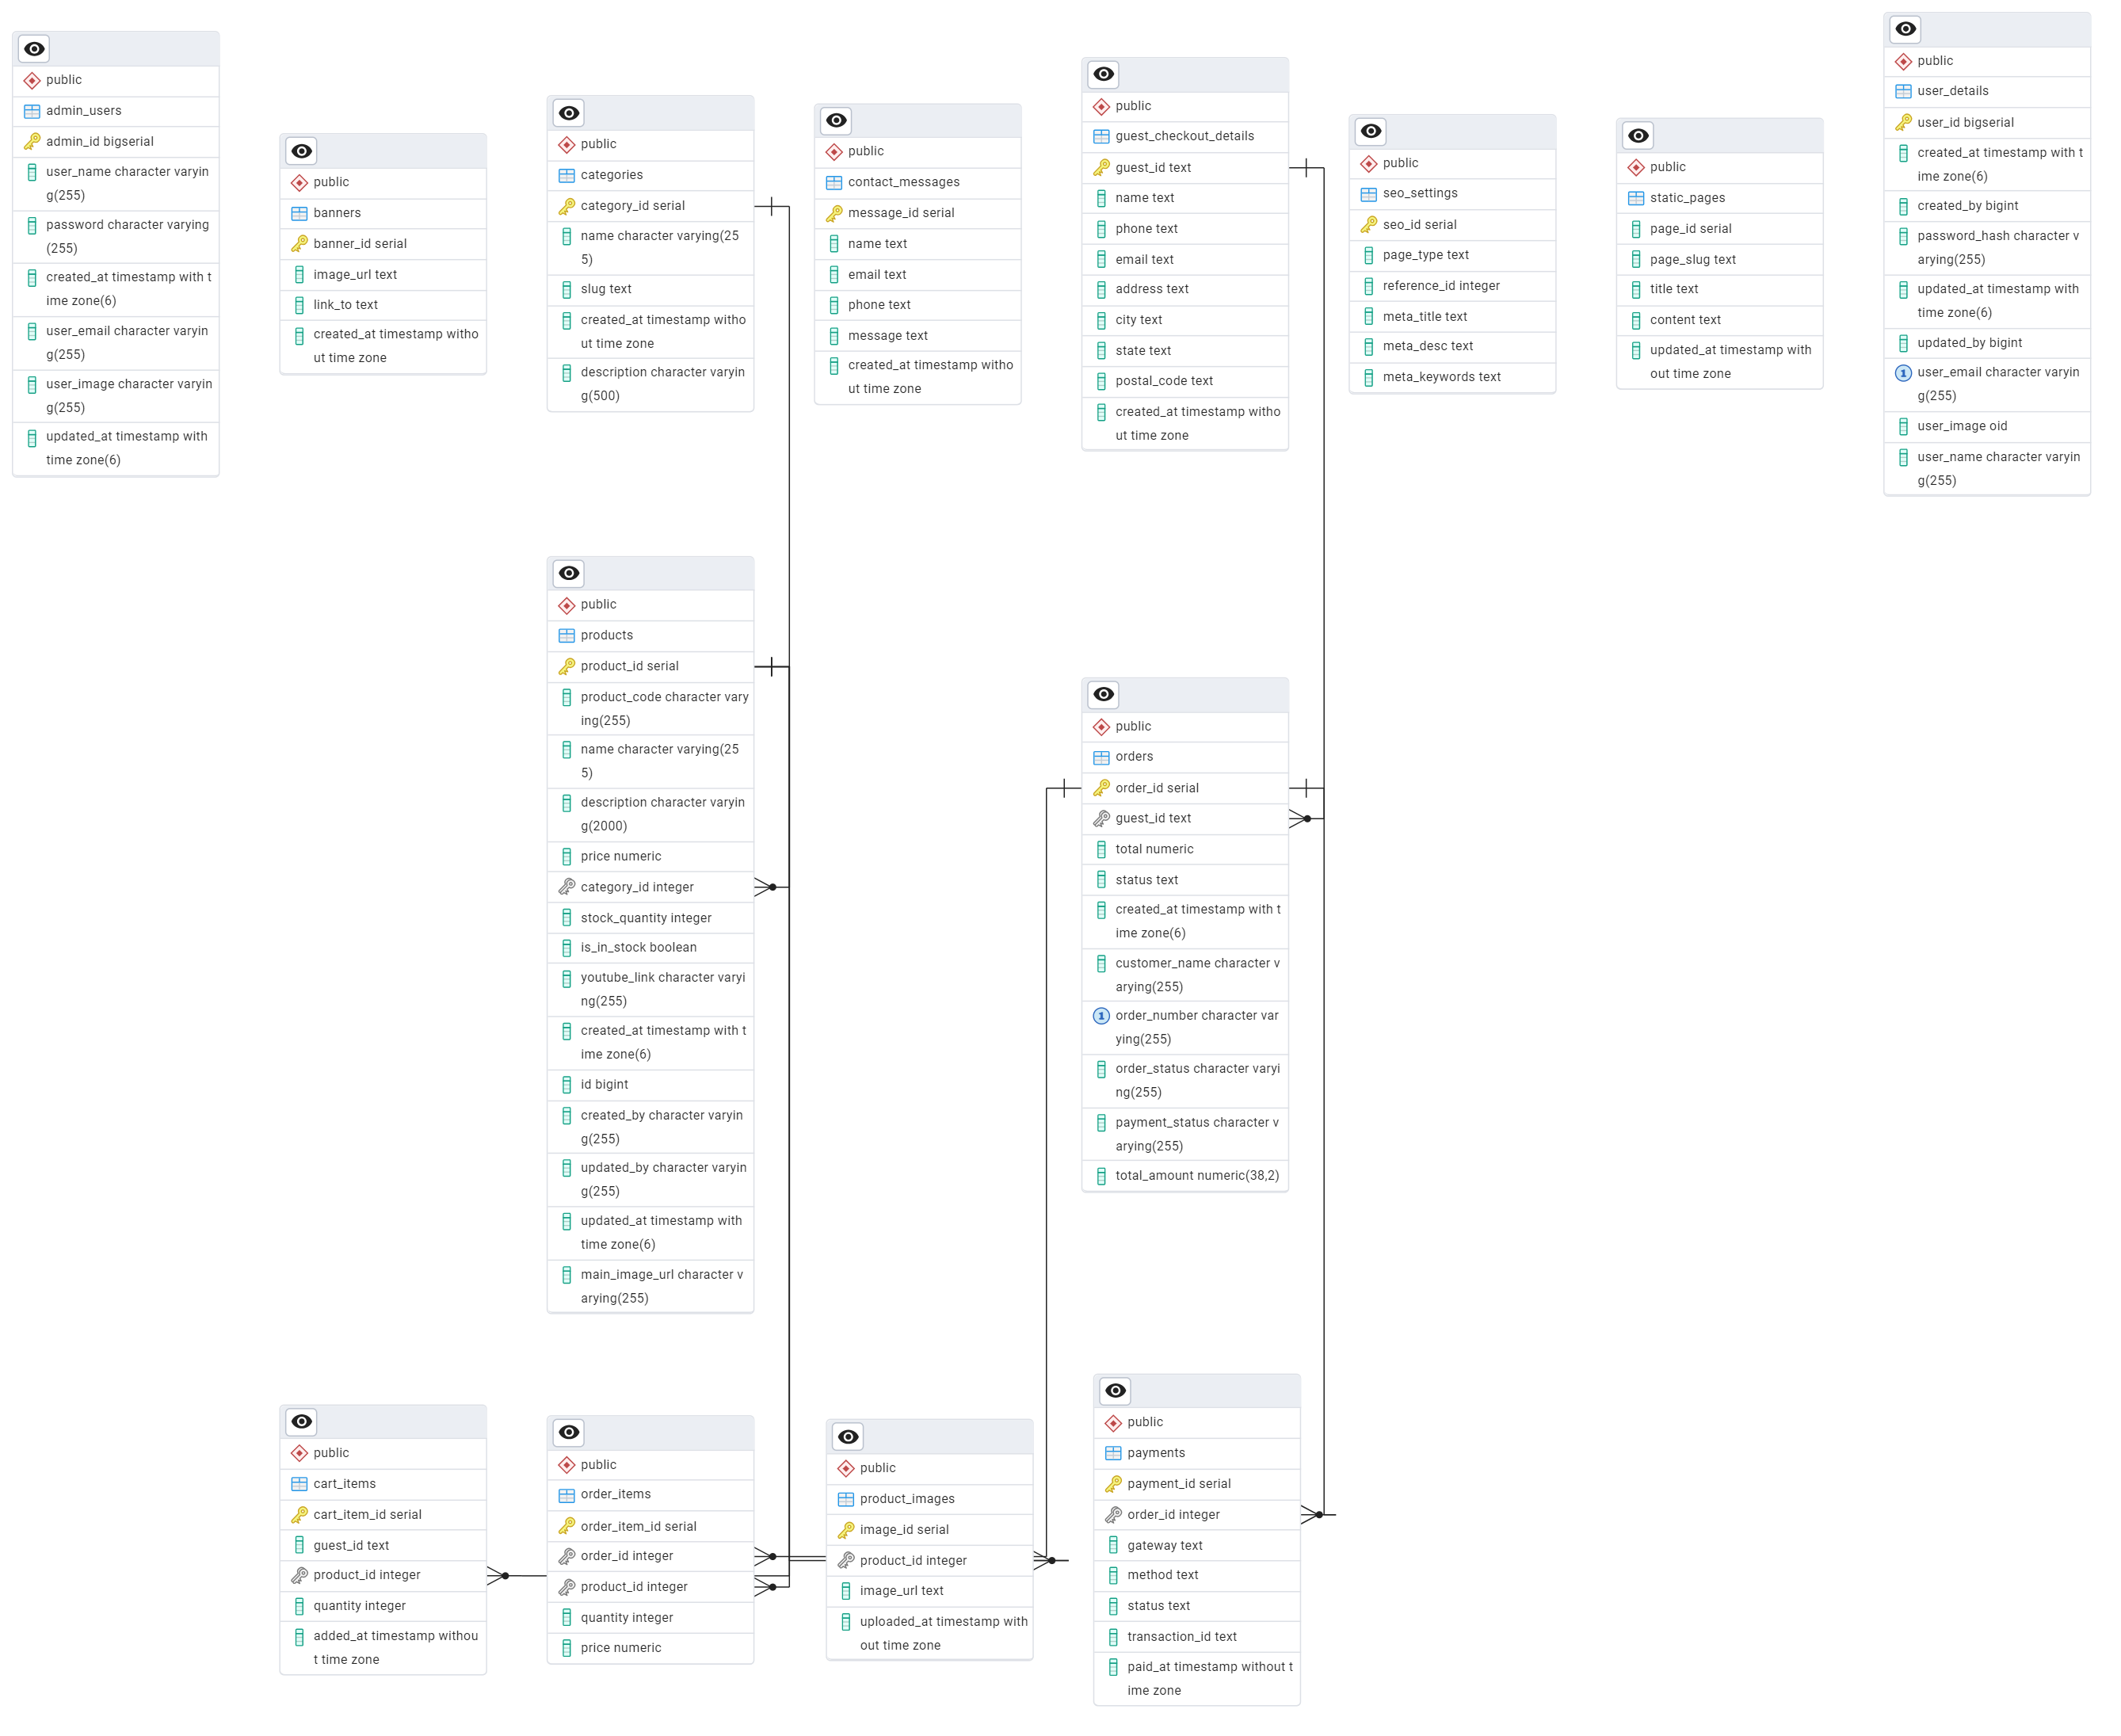 public
admin_users
admin_id bigserial
user_name character varyin
g(255)
password character varying
(255)
created_at timestamp with t
ime zone(6)
user_email character varyin
g(255)
user_image character varyin
g(255)
updated_at timestamp with
time zone(6)
public
banners
banner_id serial
image_url text
link_to text
created_at timestamp witho
ut time zone
public
categories
category_id serial
name character varying(25
5)
slug text
created_at timestamp witho
ut time zone
description character varyin
g(500)
public
contact_messages
message_id serial
name text
email text
phone text
message text
created_at timestamp witho
ut time zone
public
guest_checkout_details
guest_id text
name text
phone text
email text
address text
city text
state text
postal_code text
created_at timestamp witho
ut time zone
public
seo_settings
seo_id serial
page_type text
reference_id integer
meta_title text
meta_desc text
meta_keywords text
public
static_pages
page_id serial
page_slug text
title text
content text
updated_at timestamp with
out time zone
public
user_details
user_id bigserial
created_at timestamp with t
ime zone(6)
created_by bigint
password_hash character v
arying(255)
updated_at timestamp with
time zone(6)
updated_by bigint
1 user_email character varyin
g(255)
user_image oid
user_name character varyin
g(255)
public
products
product_id serial
product_code character vary
ing(255)
name character varying(25
5)
description character varyin
g(2000)
price numeric
category_id integer
stock_quantity integer
is_in_stock boolean
youtube_link character varyi
ng(255)
created_at timestamp with t
ime zone(6)
id bigint
created_by character varyin
g(255)
updated_by character varyin
g(255)
updated_at timestamp with
time zone(6)
main_image_url character v
arying(255)
public
orders
order_id serial
guest_id text
total numeric
status text
created_at timestamp with t
ime zone(6)
customer_name character v
arying(255)
1 order_number character var
ying(255)
order_status character varyi
ng(255)
payment_status character v
arying(255)
total_amount numeric(38,2)
public
cart_items
cart_item_id serial
guest_id text
product_id integer
quantity integer
added_at timestamp withou
t time zone
public
order_items
order_item_id serial
order_id integer
product_id integer
quantity integer
price numeric
public
product_images
image_id serial
product_id integer
image_url text
uploaded_at timestamp with
out time zone
public
payments
payment_id serial
order_id integer
gateway text
method text
status text
transaction_id text
paid_at timestamp without t
ime zone